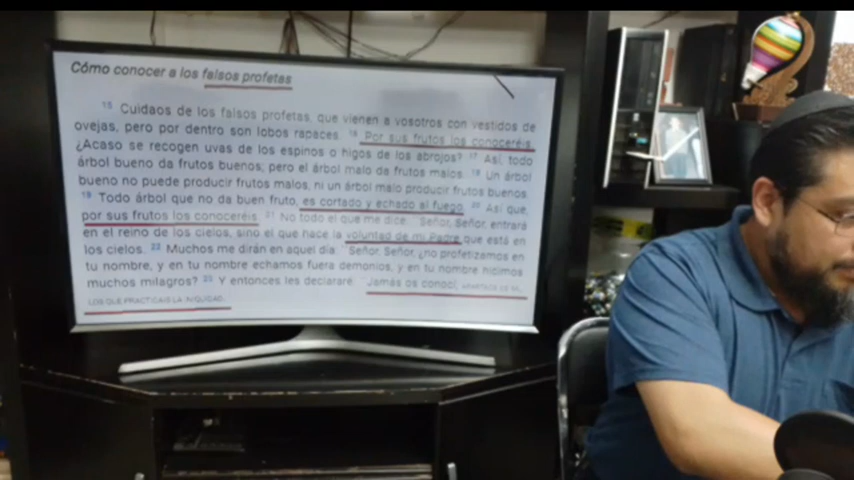 Cómo conocer a los falsos profetas
15 Cuidaos de los falsos profetas, que vienen a vosotros con vestidos de
ovejas, pero por dentro son lobos rapaces. 16 Por sus frutos los conoceréis.
¿Acaso se recogen uvas de los espinos o higos de los abrojos? 17 Así, todo
árbol bueno da frutos buenos; pero el árbol malo da frutos malos. 18 Un árbol
bueno no puede producir frutos malos, ni un árbol malo producir frutos buenos.
19 Todo árbol que no da buen fruto, es cortado y echado al fuego. 20 Así que,
por sus frutos los conoceréis. 21 No todo el que me dice: "Señor, Señor, entrará
en el reino de los cielos, sino el que hace la voluntad de mi Padre que está en
los cielos. 22 Muchos me dirán en aquel día: "Señor, Señor, ¿no profetizamos en
tu nombre, y en tu nombre echamos fuera demonios, y en tu nombre hicimos
muchos milagros? 23 Y entonces les declararé: "Jamás os conocí; APARTAOS DE MÍ,
LOS QUE PRACTICÁIS LA INIQUIDAD.